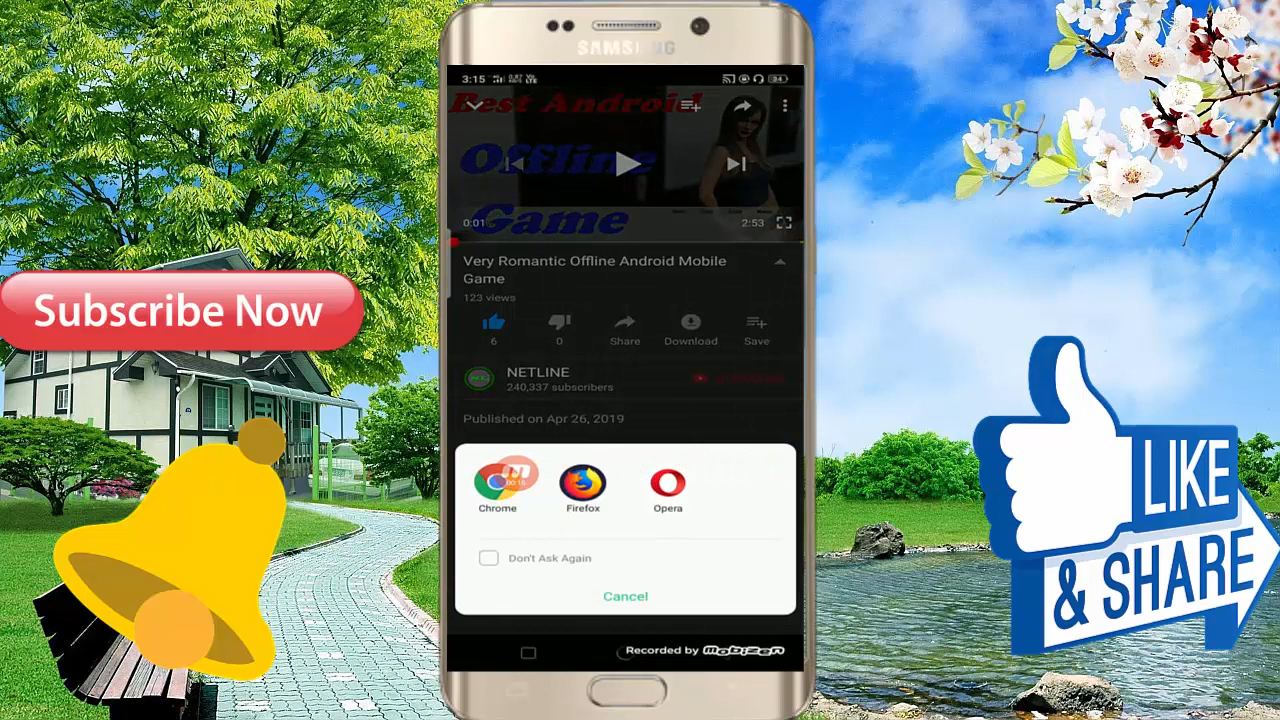 SAMSUNG
3:15
34
Best Android
Offline
Game
0:01
2:53
Very Romantic Offline Android Mobile
Game
123 views
6
0
Share
Download
Save
NETLINE
240,337 subscribers
Published on Apr 26, 2019
Chrome
Firefox
Opera
Don't Ask Again
Cancel
Recorded by mobizen
Subscribe Now
LIKE
& SHARE